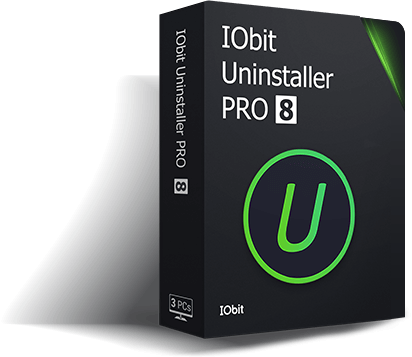 IObit
Uninstaller
PRO 8
U
IObit
IObit Uninstaller PRO 8
3 PCs